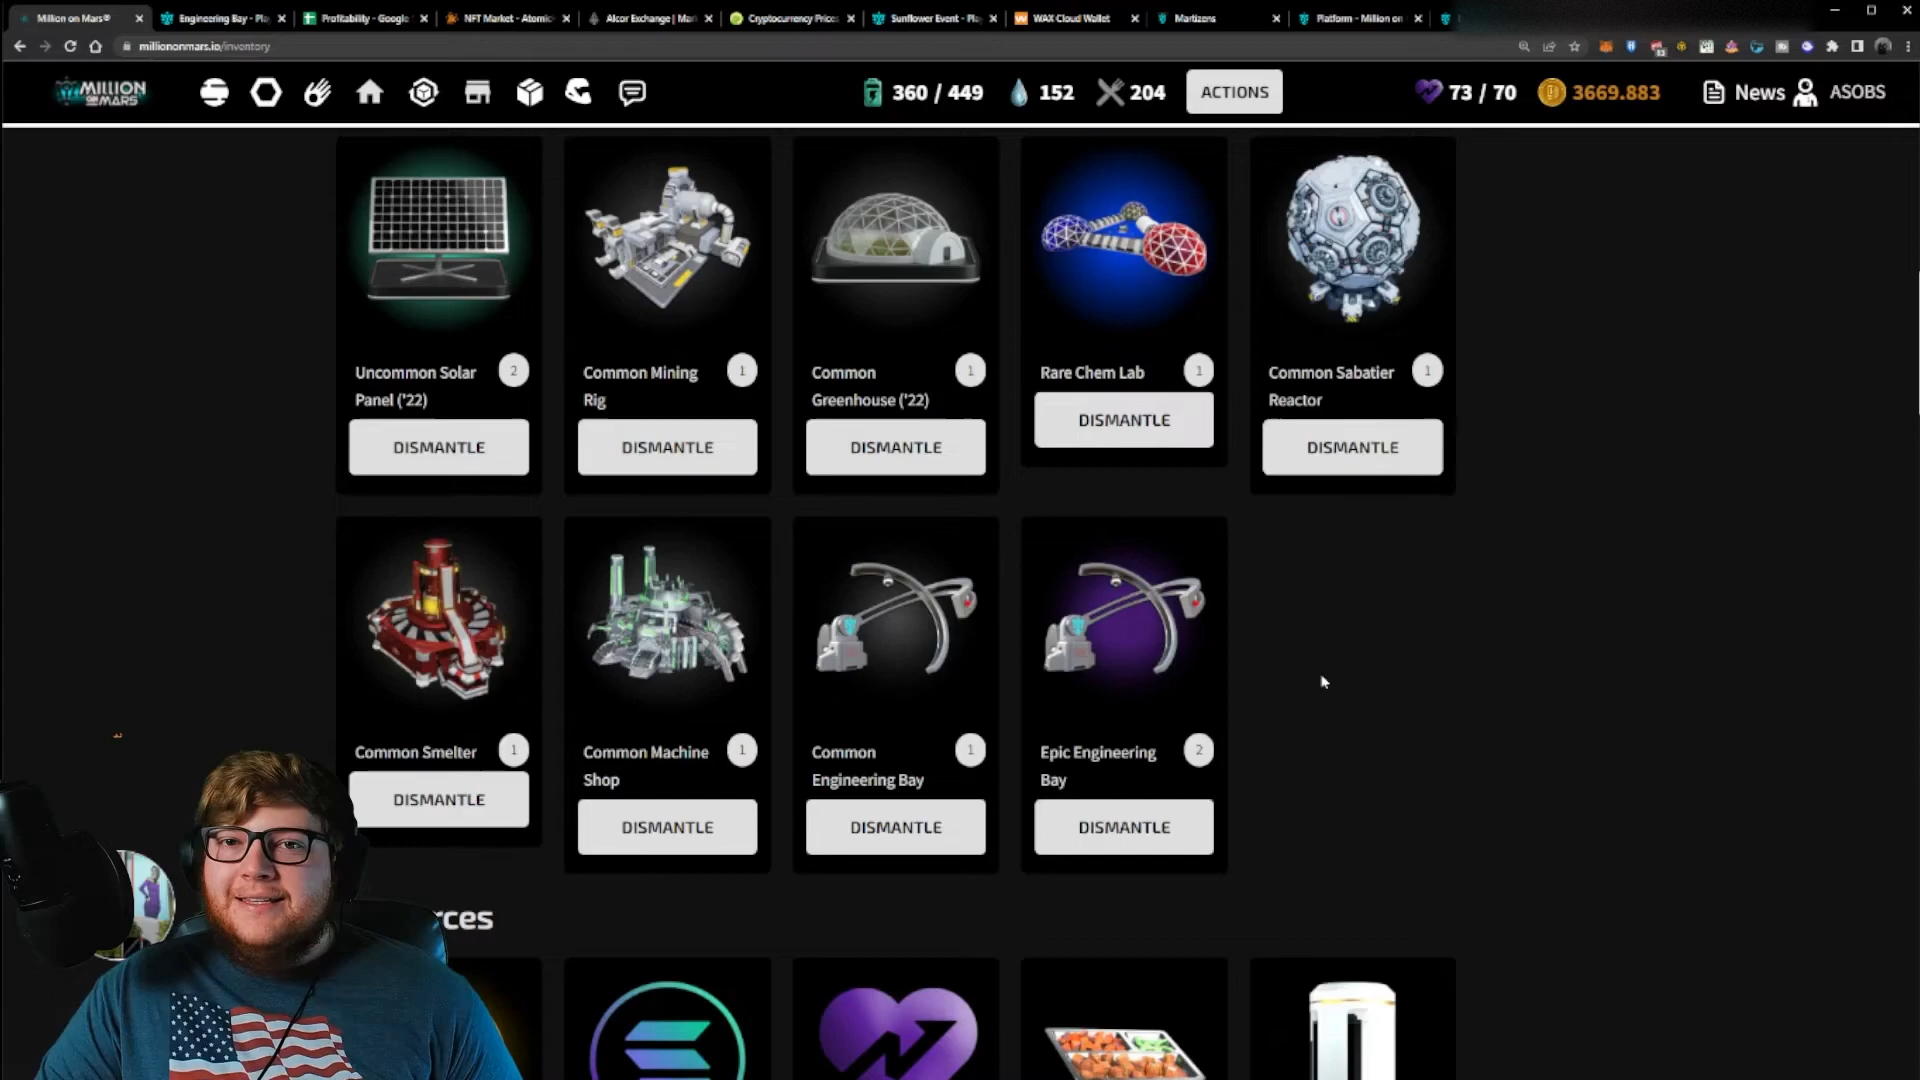 Million on Mars®
Engineering Bay - Pla
Profitability - Google
NFT Market - Atomic
Alcor Exchange | Mar
Cryptocurrency Prices
Sunflower Event - Pla
WAX Cloud Wallet
Martizens
Platform - Million on
milliononmars.io/inventory
MILLION
ON MARS
360 / 449
152
204
ACTIONS
73 / 70
3669.883
News
ASOBS
Uncommon Solar
Panel ('22)
2
DISMANTLE
Common Mining
Rig
1
DISMANTLE
Common
Greenhouse ('22)
1
DISMANTLE
Rare Chem Lab
1
DISMANTLE
Common Sabatier
Reactor
1
DISMANTLE
Common Smelter
1
DISMANTLE
Common Machine
Shop
1
DISMANTLE
Common
Engineering Bay
1
DISMANTLE
Epic Engineering
Bay
2
DISMANTLE
rces